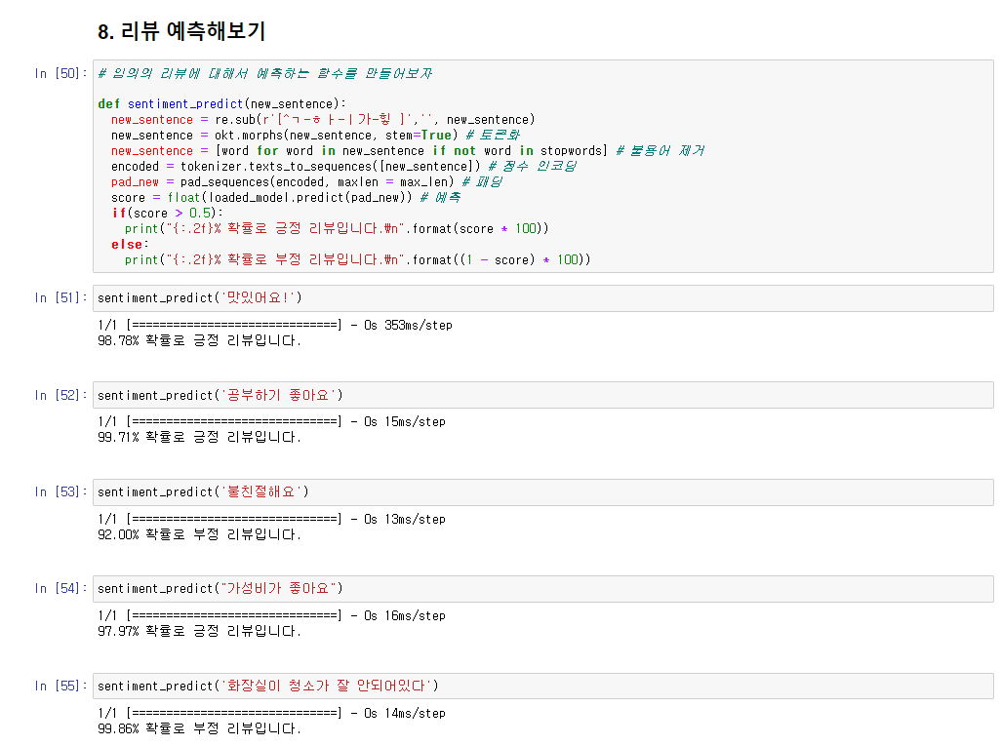 8. 리뷰 예측해보기
In [50]: # 임의의 리뷰에 대해서 예측하는 함수를 만들어보자
def sentiment_predict(new_sentence):
new_sentence = re.sub(r'[^ㄱ-ㅎㅏ-ㅣ가-힣 ]','', new_sentence)
new_sentence = okt.morphs(new_sentence, stem=True) # 토큰화
new_sentence = [word for word in new_sentence if not word in stopwords] # 불용어 제거
encoded = tokenizer.texts_to_sequences([new_sentence]) # 정수 인코딩
pad_new = pad_sequences(encoded, maxlen = max_len) # 패딩
score = float(loaded_model.predict(pad_new)) # 예측
if(score > 0.5):
print("{:.2f}% 확률로 긍정 리뷰입니다.₩n".format(score * 100))
else:
print("{:.2f}% 확률로 부정 리뷰입니다.₩n".format((1 - score) * 100))
In [51]: sentiment_predict('맛있어요!')
1/1 [==============================] - 0s 353ms/step
98.78% 확률로 긍정 리뷰입니다.
In [52]: sentiment_predict('공부하기 좋아요')
1/1 [==============================] - 0s 15ms/step
99.71% 확률로 긍정 리뷰입니다.
In [53]: sentiment_predict('불친절해요')
1/1 [==============================] - 0s 13ms/step
92.00% 확률로 부정 리뷰입니다.
In [54]: sentiment_predict("가성비가 좋아요")
1/1 [==============================] - 0s 16ms/step
97.97% 확률로 긍정 리뷰입니다.
In [55]: sentiment_predict('화장실이 청소가 잘 안되어있다')
1/1 [==============================] - 0s 14ms/step
99.86% 확률로 부정 리뷰입니다.